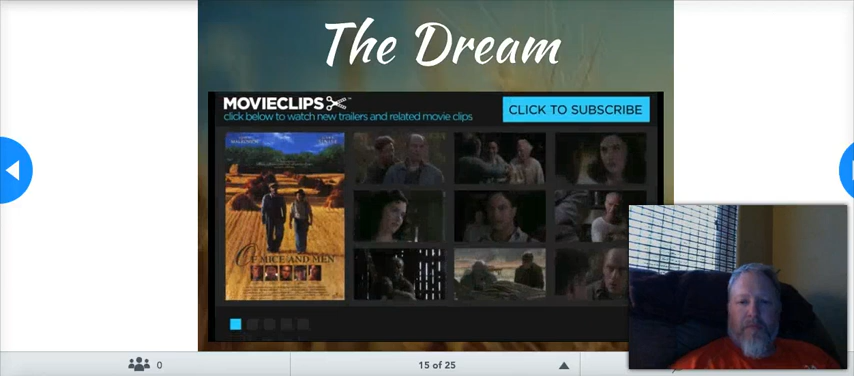 The Dream
MOVIECLIPS
click below to watch new trailers and related movie clips
CLICK TO SUBSCRIBE
OF MICE AND MEN
0
15 of 25